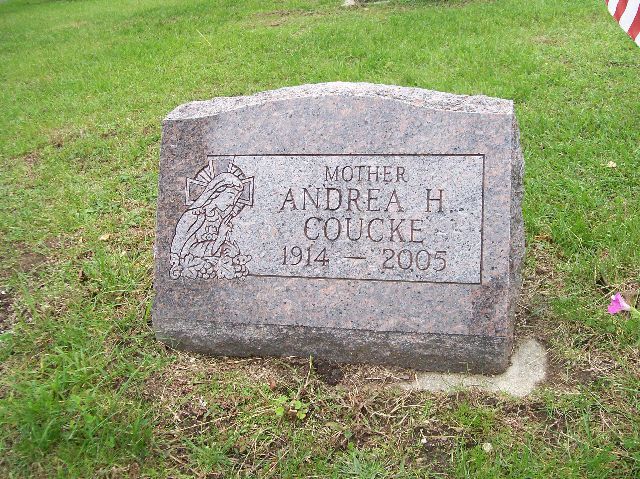 MOTHER
ANDREA H.
COUCKE
1914 — 2005